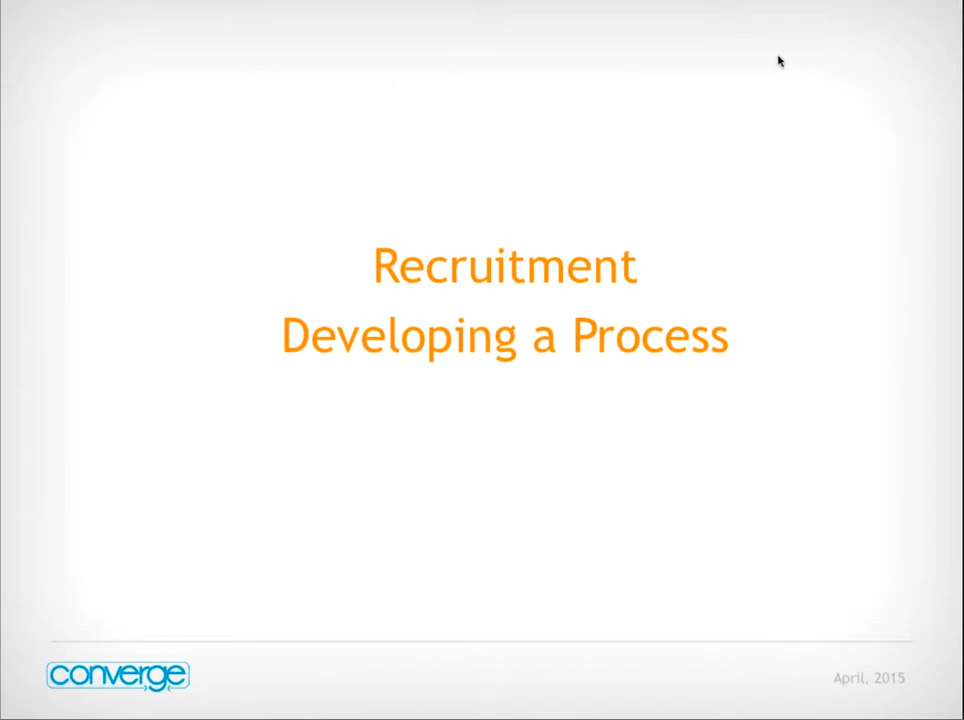 Recruitment
Developing a Process
converge
April, 2015